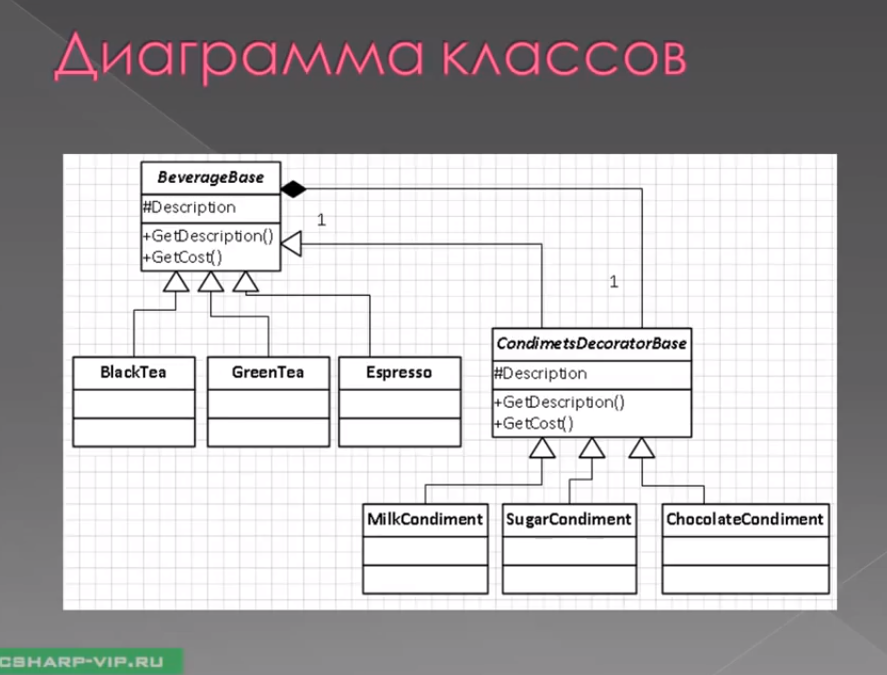 Диаграмма классов
BeverageBase
#Description
+GetDescription()
+GetCost()
1
1
BlackTea
GreenTea
Espresso
CondimetsDecoratorBase
#Description
+GetDescription()
+GetCost()
MilkCondiment
SugarCondiment
ChocolateCondiment
CSHARP-VIP.RU